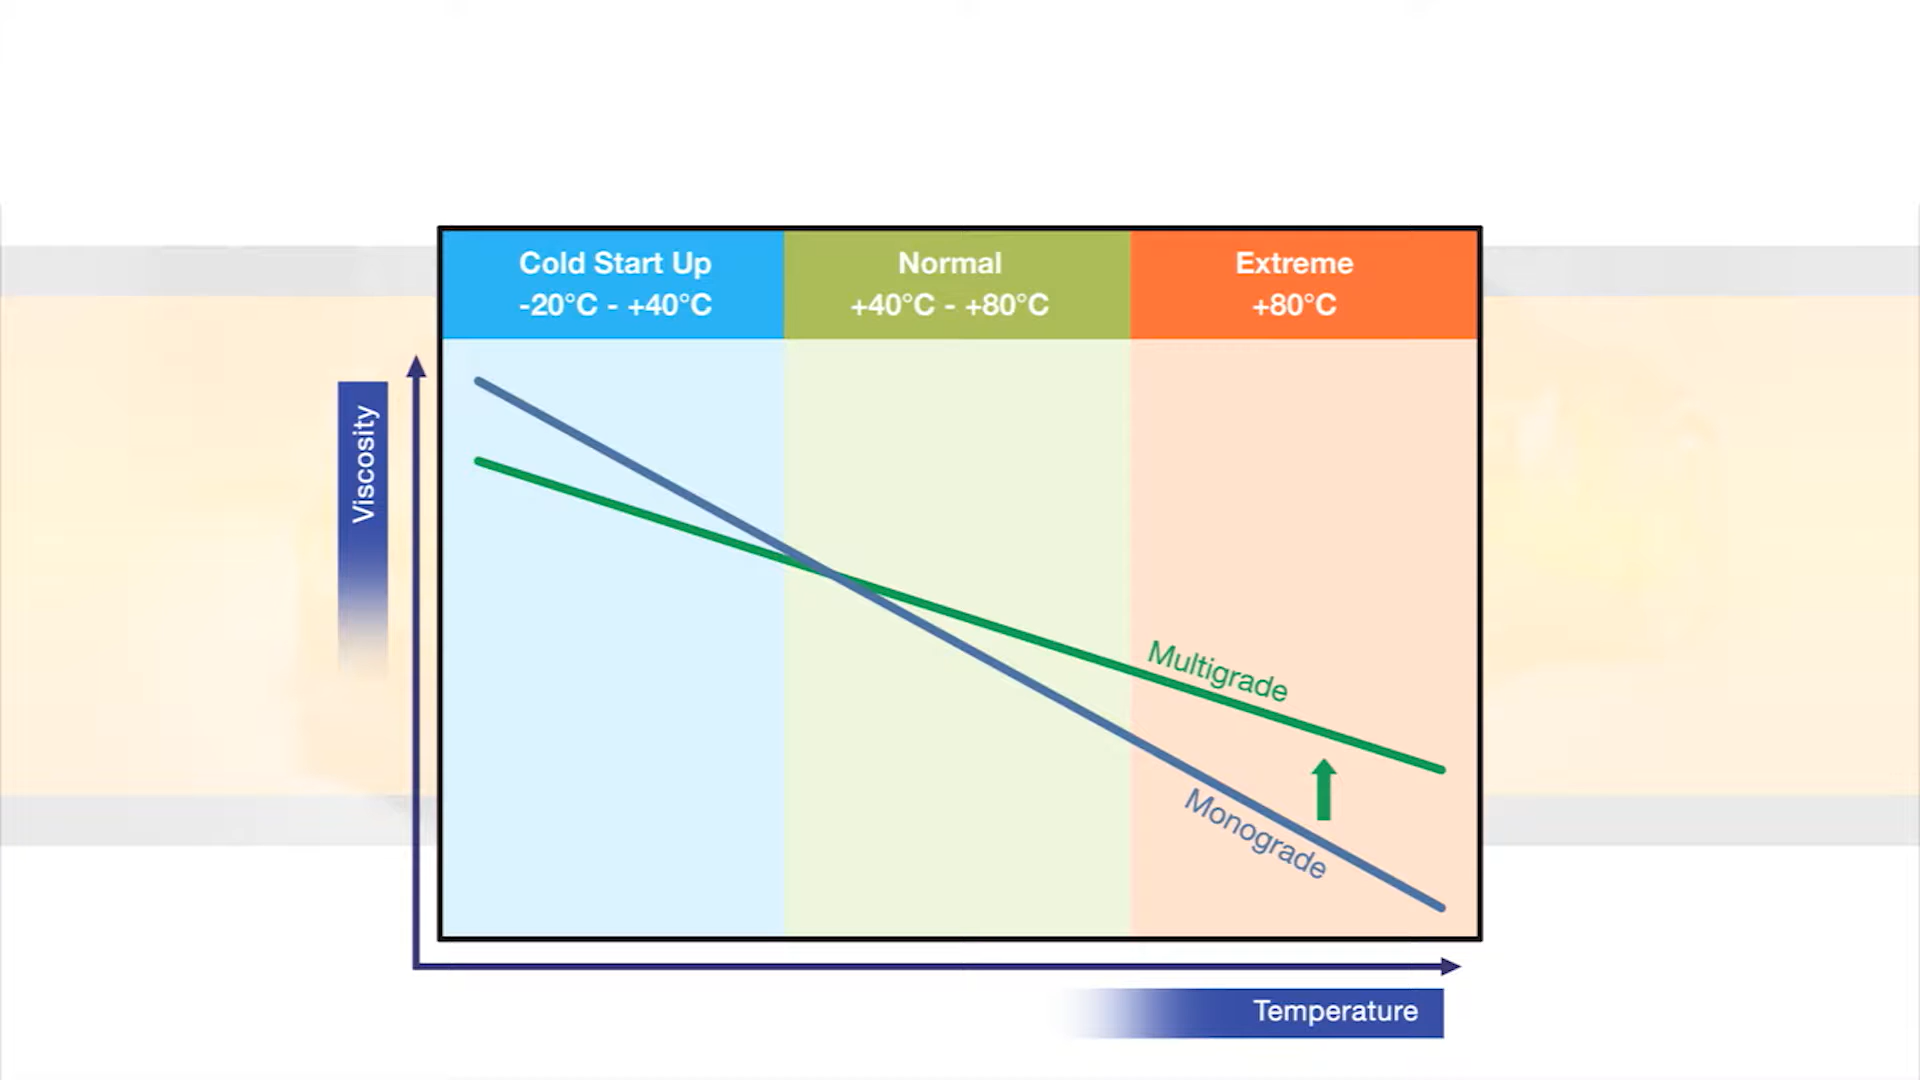 Cold Start Up
-20°C - +40°C
Normal
+40°C - +80°C
Extreme
+80°C
Viscosity
Multigrade
Monograde
Temperature